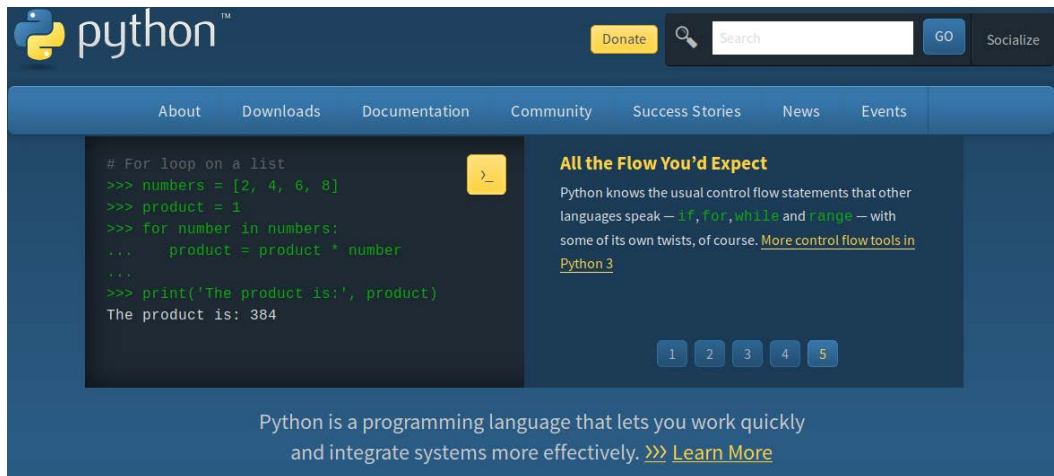 python™
Donate
Search
GO
Socialize
About Downloads Documentation Community Success Stories News Events
# For loop on a list
>>> numbers = [2, 4, 6, 8]
>>> product = 1
>>> for number in numbers:
...    product = product * number
...
>>> print('The product is:', product)
The product is: 384
>_
All the Flow You’d Expect
Python knows the usual control flow statements that other
languages speak — if, for, while and range — with
some of its own twists, of course. More control flow tools in
Python 3
1 2 3 4 5
Python is a programming language that lets you work quickly
and integrate systems more effectively. >>> Learn More